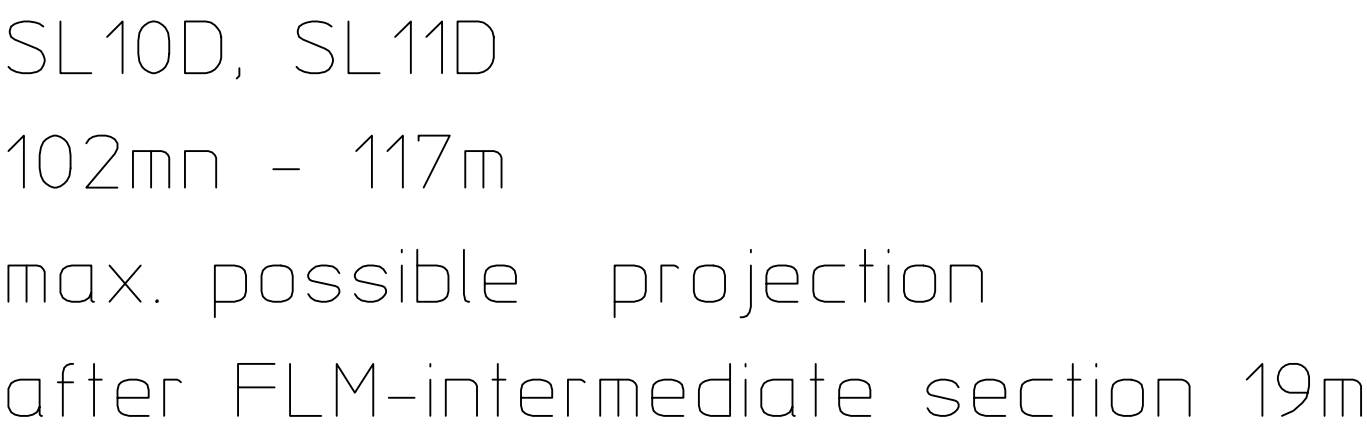 SL10D, SL11D
102mn - 117m
max. possible projection
after FLM-intermediate section 19m